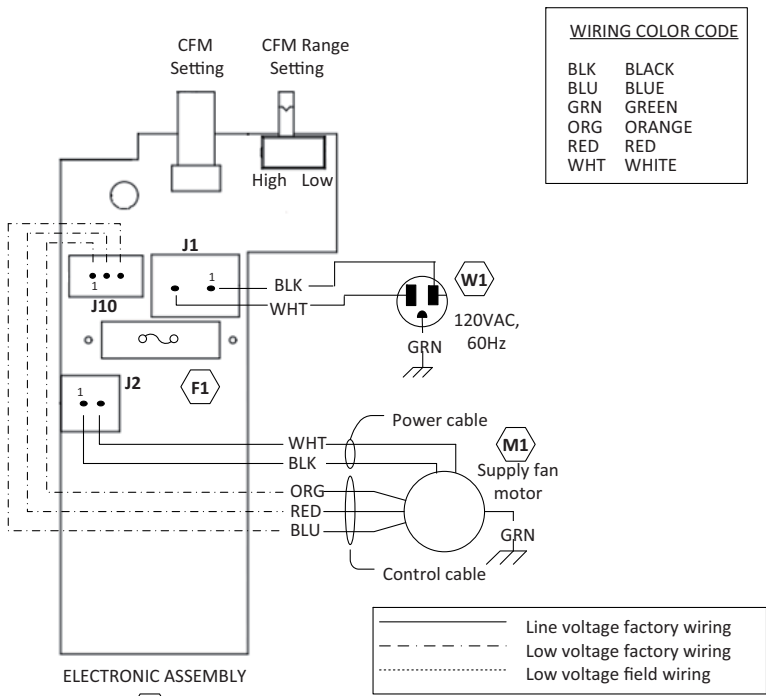 CFM
Setting
CFM Range
Setting
WIRING COLOR CODE
BLK BLACK
BLU BLUE
GRN GREEN
ORG ORANGE
RED RED
WHT WHITE
High Low
J1
1
1
J10
BLK
WHT
W1
120VAC,
60Hz
GRN
J2
1
F1
Power cable
WHT
BLK
M1
Supply fan
motor
ORG
RED
BLU
GRN
Control cable
Line voltage factory wiring
Low voltage factory wiring
Low voltage field wiring
ELECTRONIC ASSEMBLY